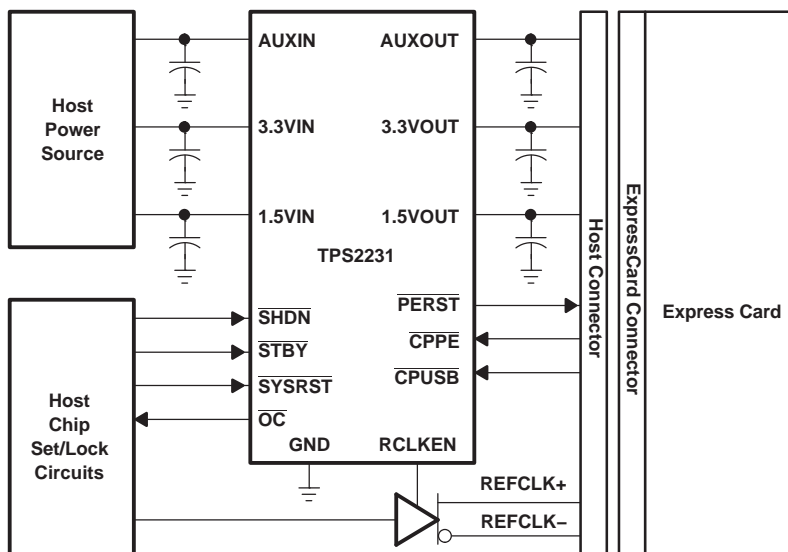 Host
Power
Source
AUXIN
3.3VIN
1.5VIN
AUXOUT
3.3VOUT
1.5VOUT
TPS2231
SHDN
STBY
SYSRST
OC
PERST
CPPE
CPUSB
GND
RCLKEN
Host
Chip
Set/Lock
Circuits
REFCLK+
REFCLK−
Host Connector
ExpressCard Connector
Express Card